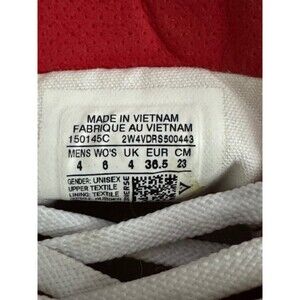 MADE IN VIETNAM
FABRIQUE AU VIETNAM
150145C 2W4VDRS500443
MENS WO'S UK EUR CM
4 6 4 36.5 23
GENDER: UNISEX
UPPER TEXTILE
LINING TEXTILE